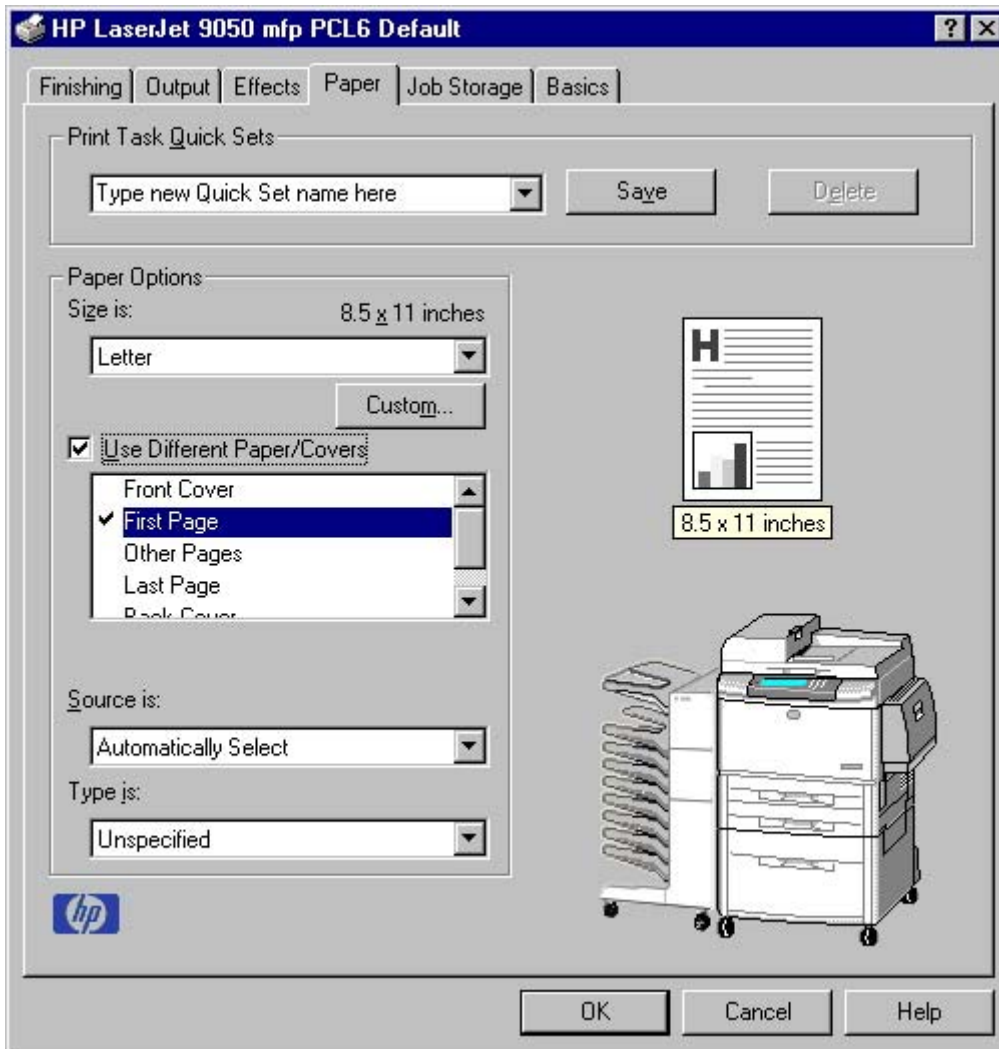 HP LaserJet 9050 mfp PCL6 Default
Finishing Output Effects Paper Job Storage Basics
Print Task Quick Sets
Type new Quick Set name here Save Delete
Paper Options
Size is: 8.5 x 11 inches
Letter
Custom...
Use Different Paper/Covers
Front Cover
First Page
Other Pages
Last Page
Back Cover
H
8.5 x 11 inches
Source is:
Automatically Select
Type is:
Unspecified
hp
OK Cancel Help